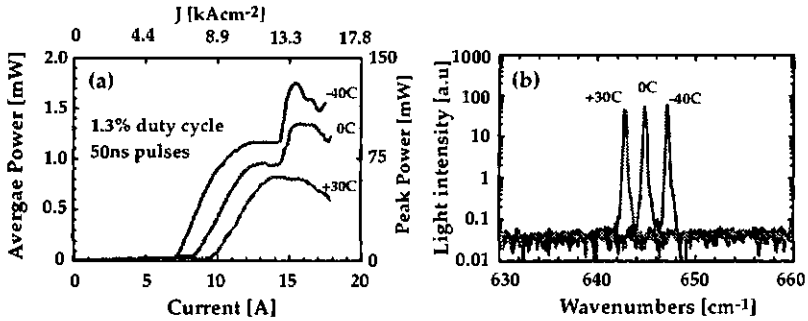 J [kAcm-2]
0 4.4 8.9 13.3 17.8
2.0
1.5
1.0
0.5
0
Avergae Power [mW]
(a)
1.3% duty cycle
50ns pulses
-40C
0C
+30C
150
75
0
Peak Power [mW]
0 5 10 15 20
Current [A]
1000
100
10
1
0.1
0.01
Light intensity [a.u]
(b)
+30C 0C -40C
630 640 650 660
Wavenumbers [cm-1]